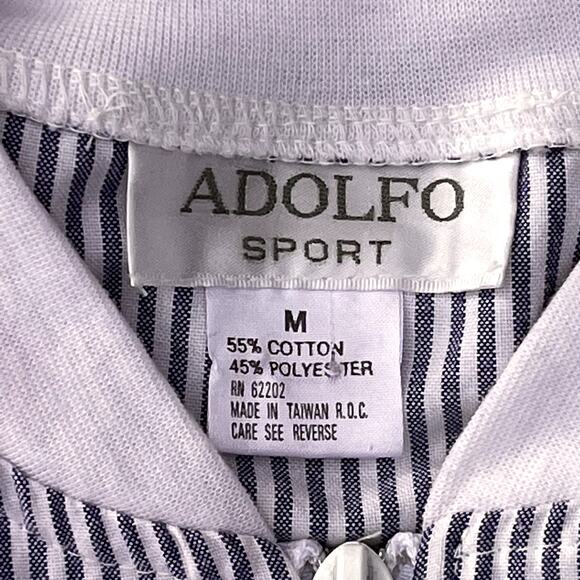 ADOLFO
SPORT
M
55% COTTON
45% POLYESTER
RN 62202
MADE IN TAIWAN R.O.C.
CARE SEE REVERSE